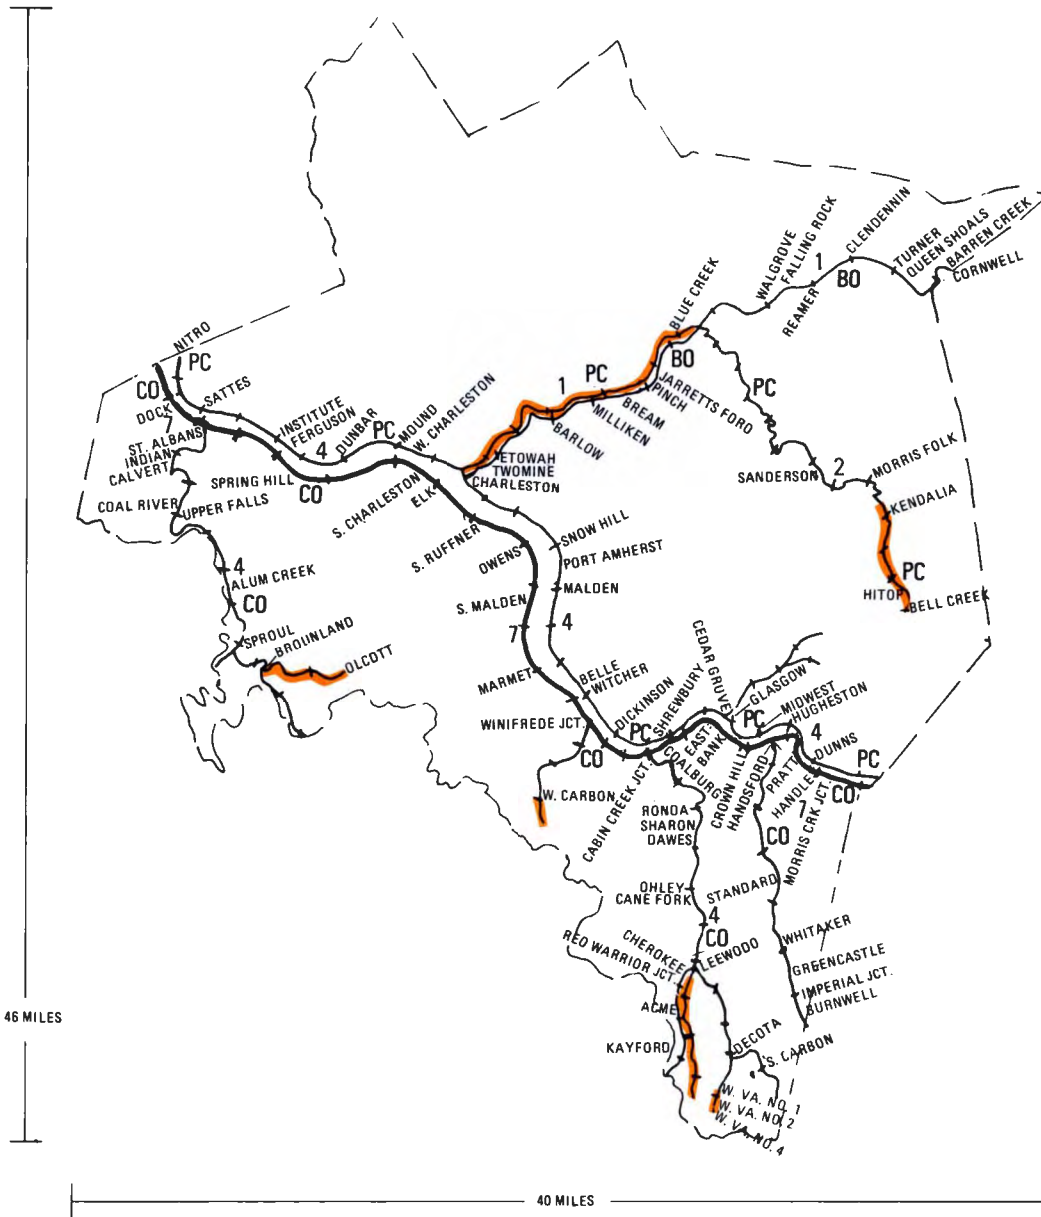 CLENDENNIN
FALLING ROCK
WALGROVE
TURNER
QUEEN SHOALS
BARREN CREEK
CORNWELL
1
BO
REAMER
BLUE CREEK
NITRO
PC
BO
CO
PC
DOCK
SATTES
JARRETTS FORD
PINCH
PC
1
BREAM
MILLIKEN
BARLOW
W. CHARLESTON
MOUND
PC
DUNBAR
4
INSTITUTE
FERGUSON
ST. ALBANS
INDIAN
CALVERT
SPRING HILL
CO
ETOWAH
TWOMINE
CHARLESTON
S. CHARLESTON
ELK
SANDERSON
2
MORRIS FOLK
COAL RIVER
UPPER FALLS
KENDALIA
S. RUFFNER
OWENS
SNOW HILL
PORT AMHERST
4
ALUM CREEK
CO
S. MALDEN
MALDEN
PC
HITOP
BELL CREEK
7
4
SPROUL
BROUNLAND
OLCOTT
MARMET
BELLE
WITCHER
CEDAR GRUVE
GLASGOW
WINIFREDE JCT.
DICKINSON
SHREWBURY
PC
EAST
BANK
PC
MIDWEST
HUGHESTON
4
DUNNS
PC
CO
COALBURG
CABIN CREEK JCT.
CROWN HILL
HANDSFORD
PRATT
HANDLE
7
MORRIS CRK JCT.
CO
W. CARBON
RONDA
SHARON
DAWES
CO
OHLEY
CANE FORK
STANDARD
4
CO
CHEROKEE
RED WARRIOR JCT.
LEEWODO
WHITAKER
GREENCASTLE
IMPERIAL JCT.
BURNWELL
46 MILES
ACME
KAYFORD
DECOTA
S. CARBON
W. VA. NO. 1
W. VA. NO. 2
W. VA. NO. 4
40 MILES